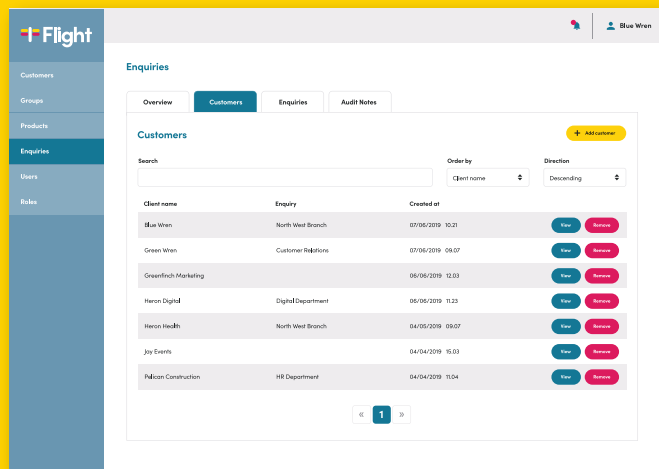 Flight
Blue Wren
Customers
Groups
Products
Enquiries
Users
Roles
Enquiries
Overview Customers Enquiries Audit Notes
Customers
+ Add customer
Search Order by Direction
Client name Descending
Client name Enquiry Created at
Blue Wren North West Branch 07/06/2019 10.21 View Remove
Green Wren Customer Relations 07/06/2019 09.07 View Remove
Greenfinch Marketing 06/06/2019 12.03 View Remove
Heron Digital Digital Department 06/06/2019 11.23 View Remove
Heron Health North West Branch 04/05/2019 09.07 View Remove
Jay Events 04/04/2019 15.03 View Remove
Pelican Construction HR Department 04/04/2019 11.04 View Remove
« 1 »